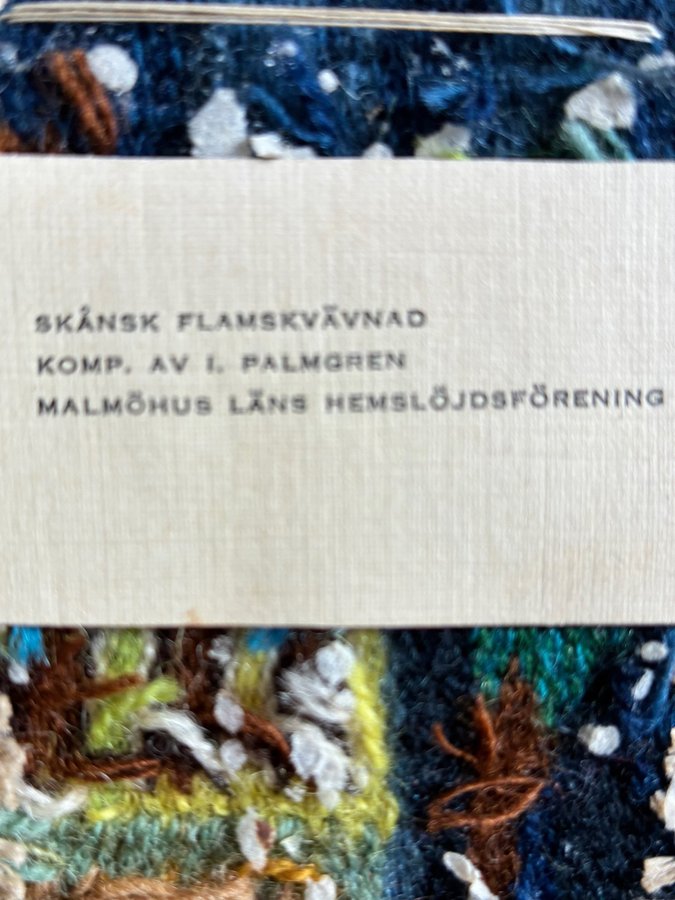 SKÅNSK FLAMSKVÄVNAD
KOMP. AV I. PALMGREN
MALMÖHUS LÄNS HEMSLÖJDSFÖRENING